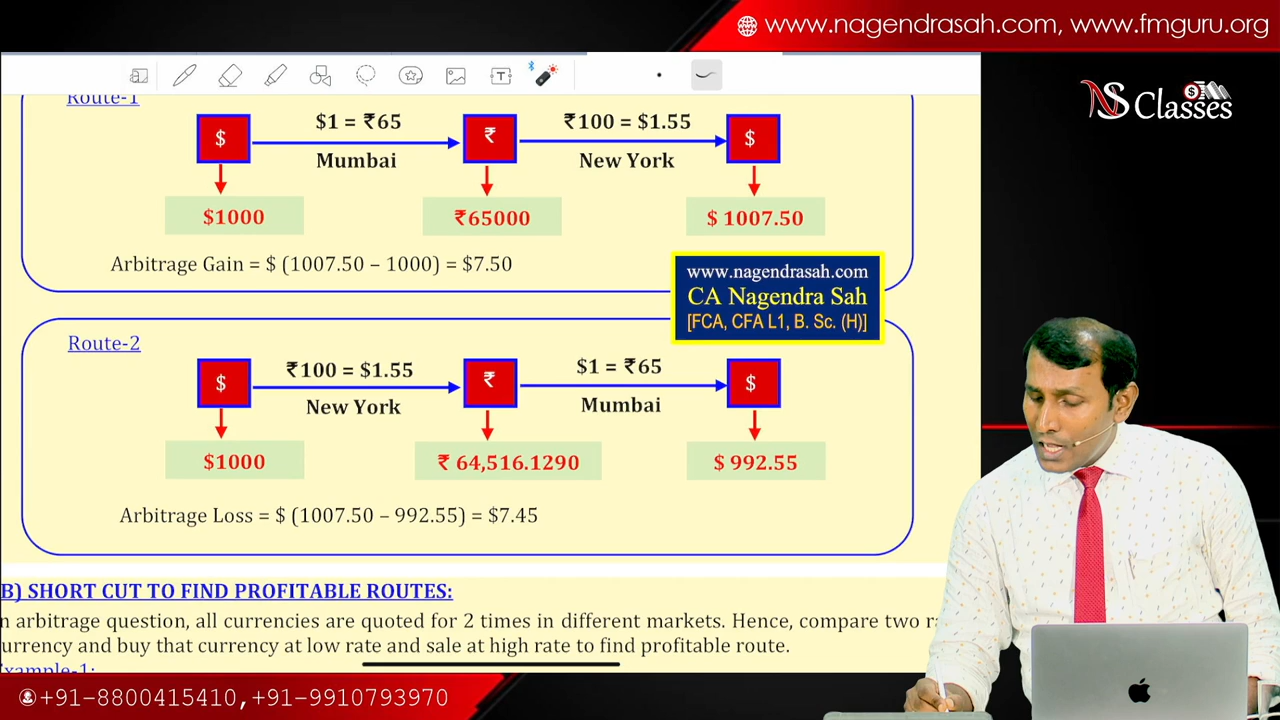 www.nagendrasah.com, www.fmguru.org
NS Classes
Route-1
$1 = ₹65
₹100 = $1.55
$
₹
$
Mumbai
New York
$1000
₹65000
$ 1007.50
Arbitrage Gain = $ (1007.50 – 1000) = $7.50
www.nagendrasah.com
CA Nagendra Sah
[FCA, CFA L1, B. Sc. (H)]
Route-2
₹100 = $1.55
$1 = ₹65
$
₹
$
New York
Mumbai
$1000
₹ 64,516.1290
$ 992.55
Arbitrage Loss = $ (1007.50 – 992.55) = $7.45
B) SHORT CUT TO FIND PROFITABLE ROUTES:
n arbitrage question, all currencies are quoted for 2 times in different markets. Hence, compare two
urrency and buy that currency at low rate and sale at high rate to find profitable route.
xample-1:
+91-8800415410,+91-9910793970